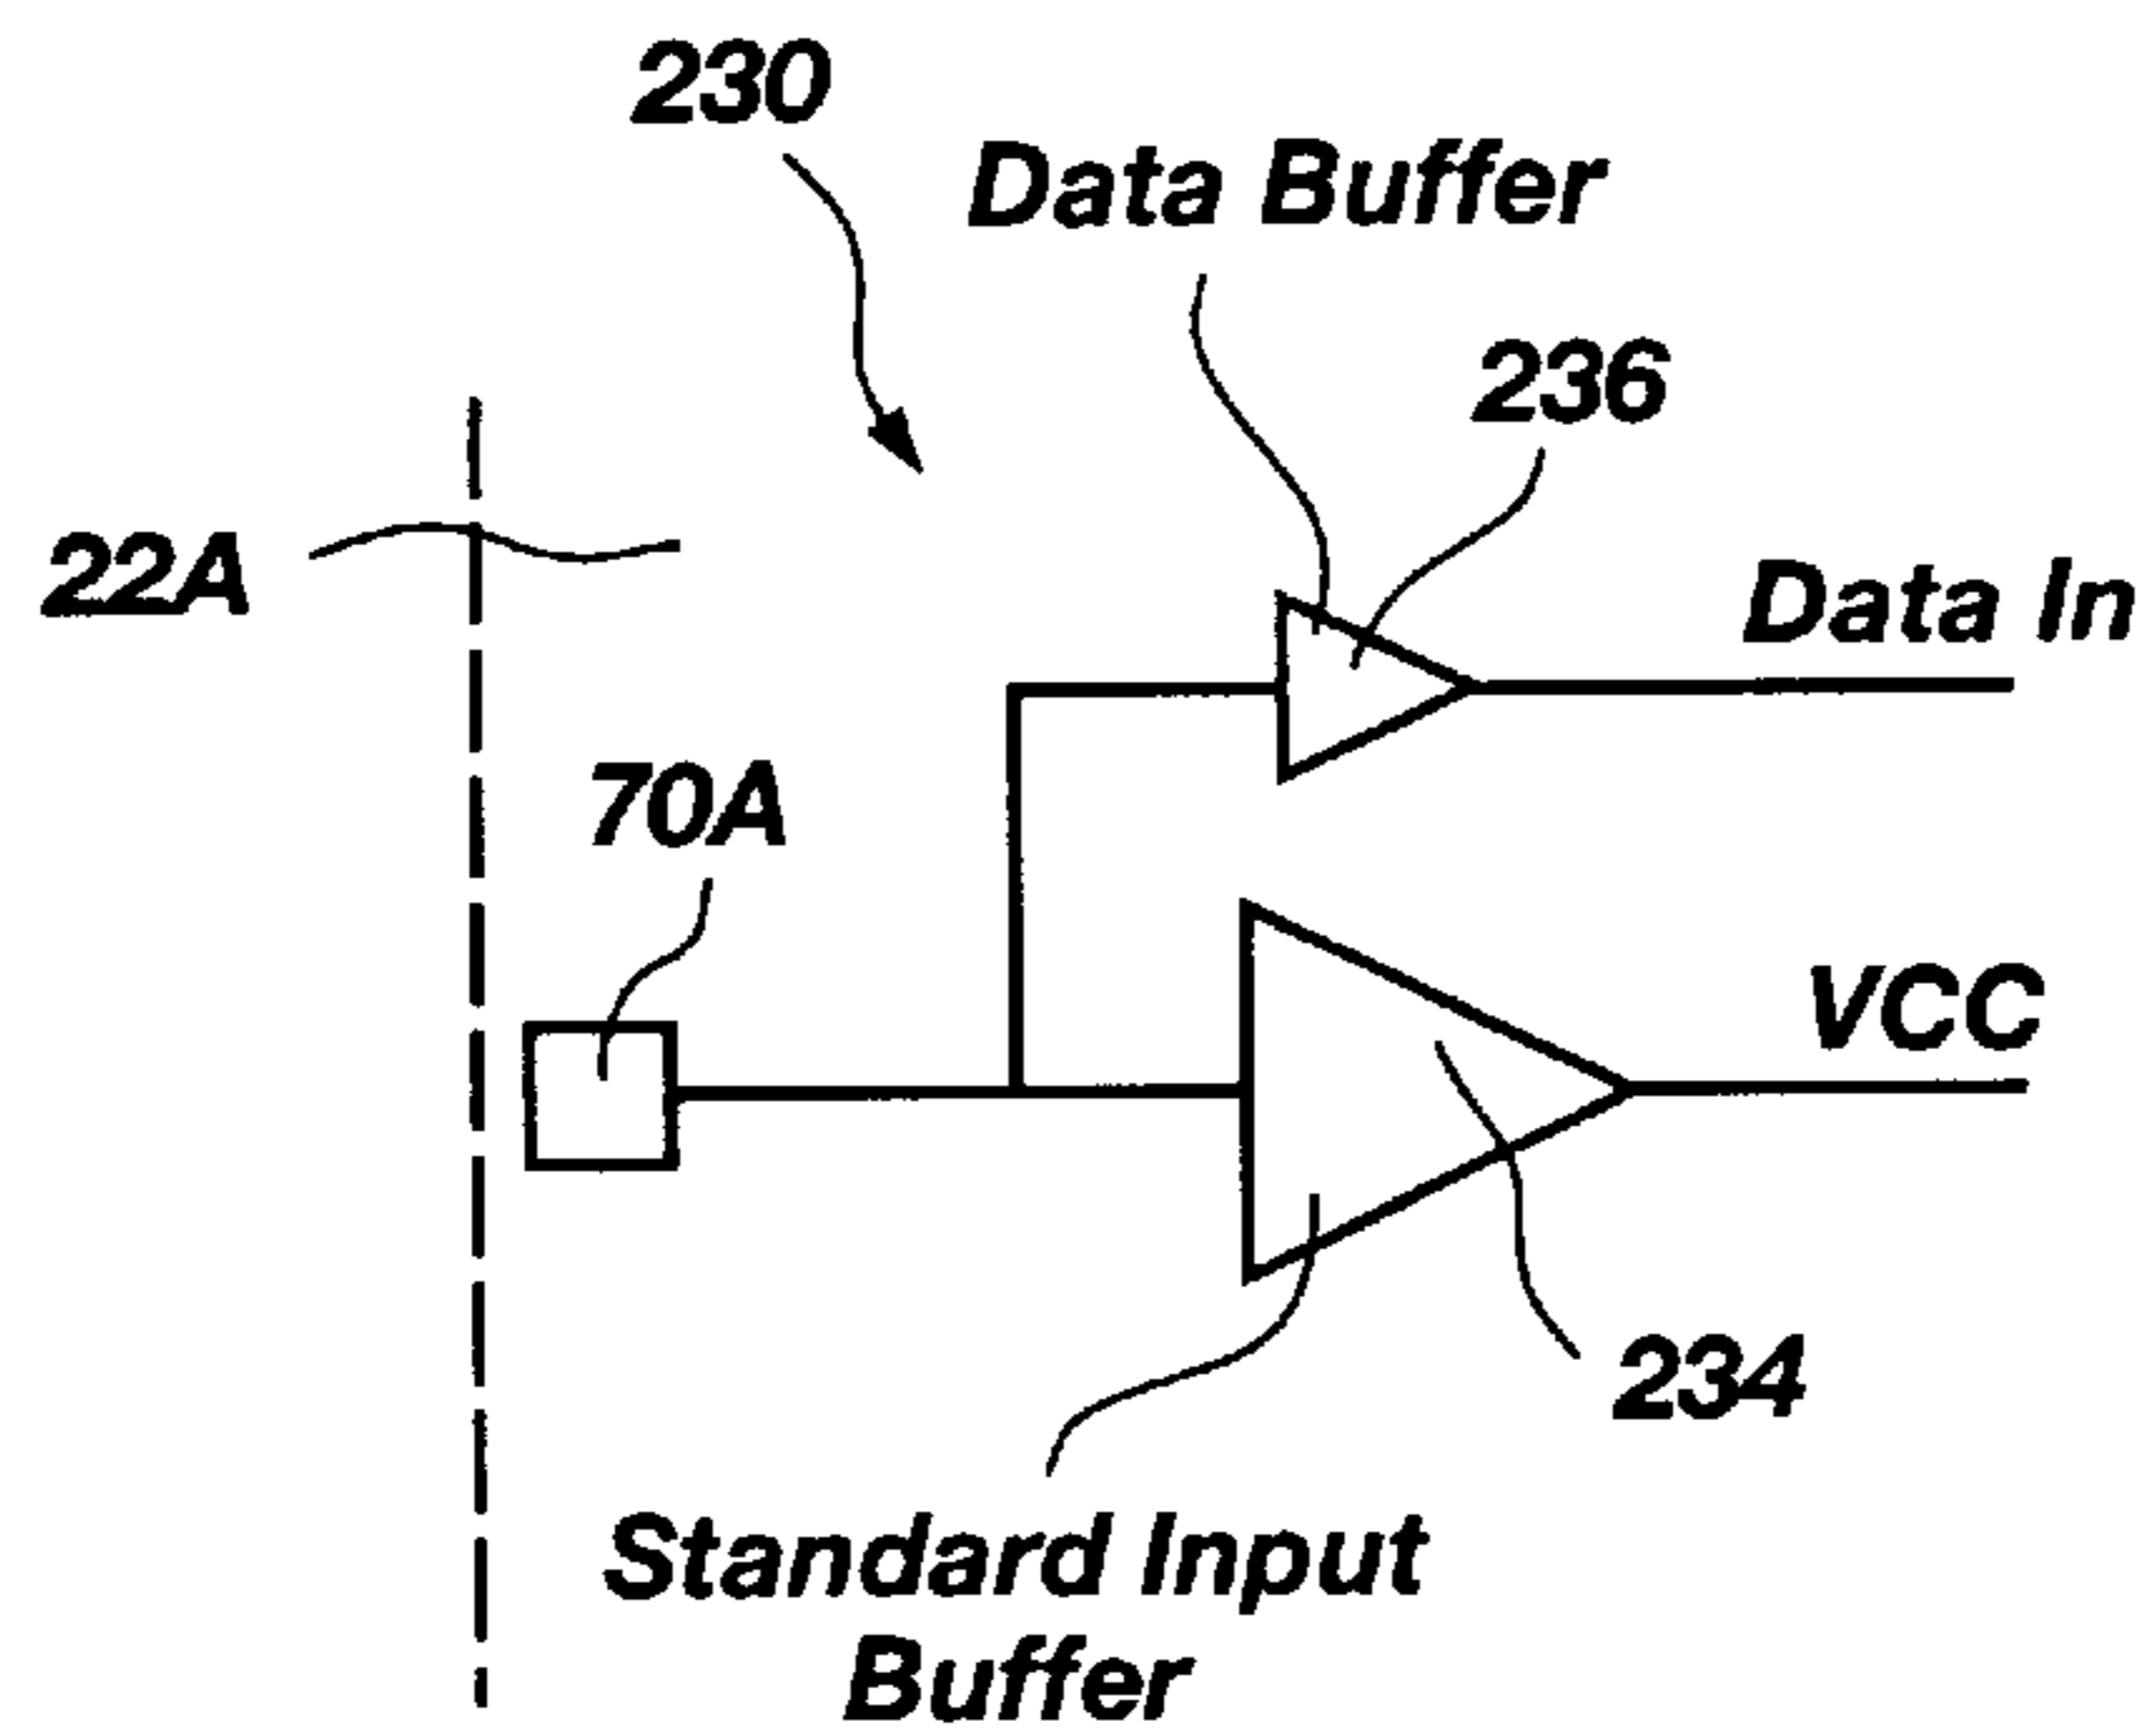 230
Data Buffer
236
22A
Data In
70A
VCC
234
Standard Input
Buffer